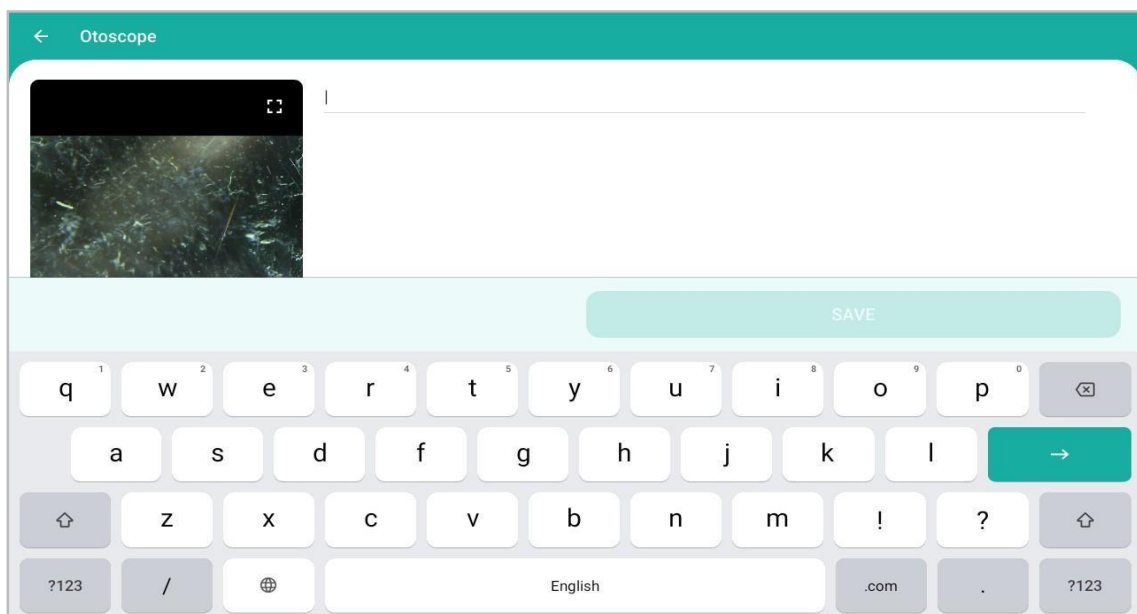 Otoscope
SAVE
q 1 w 2 e 3 r 4 t 5 y 6 u 7 i 8 o 9 p 0
a s d f g h j k l
z x c v b n m ! ?
?123 / English .com . ?123